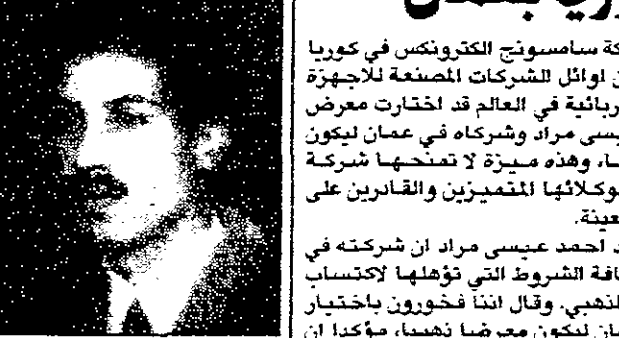 كة سامسونج الكترونكس في كوريا
ن اوائل الشركات المصنعة للاجهزة
ربائية في العالم قد اختارت معرض
يسى مراد وشركاه في عمان ليكون
ـا، وهذه ميزة لا تمنحها شركة
وكلائها المتميزين والقادرين على
عينة.
د احمد عيسى مراد ان شركته في
افة الشروط التي تؤهلها لاكتساب
لذهبي. وقال اننا فخورون باختيار
ان ليكون معرضا ذهبيا، مؤكدا ان